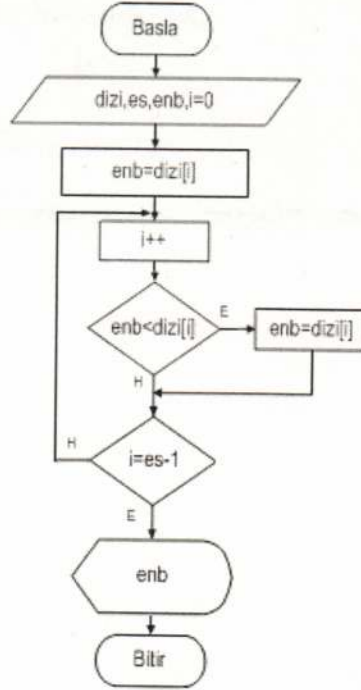 Basla
dizi,es,enb,i=0
enb=dizi[i]
i++
enb<dizi[i]
E
enb=dizi[i]
H
H
i=es-1
E
enb
Bitir